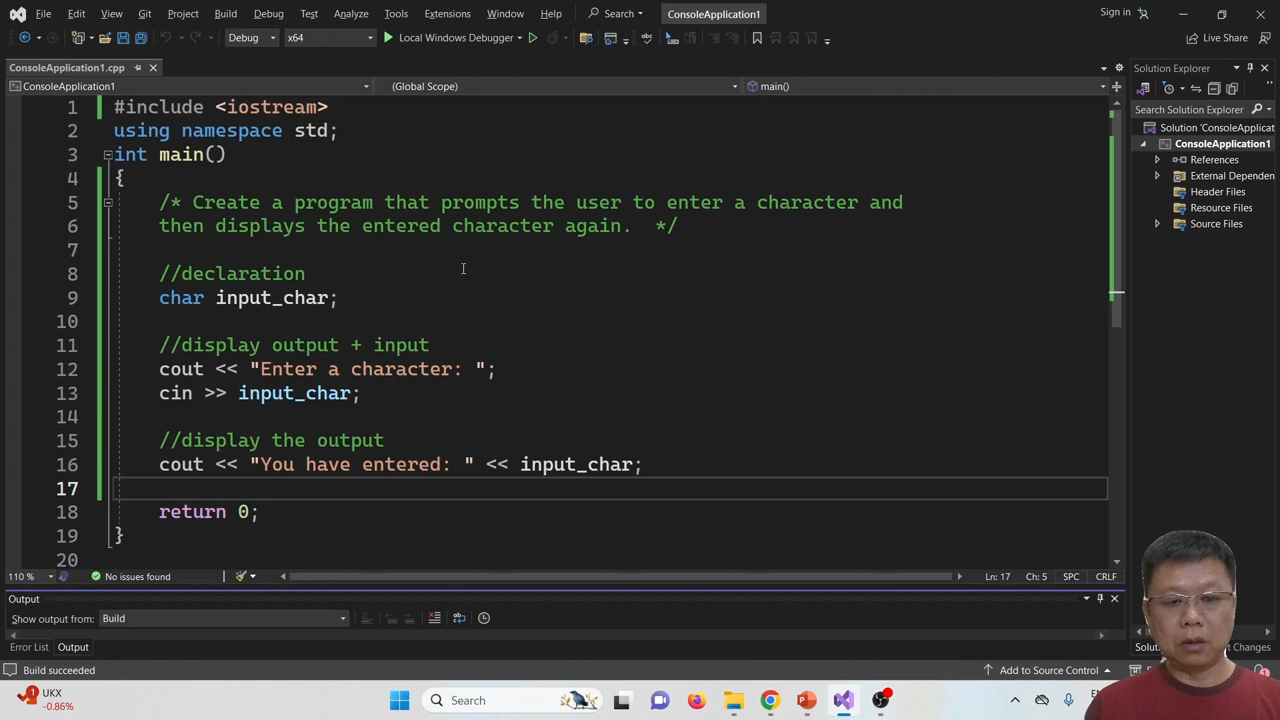 File Edit View Git Project Build Debug Test Analyze Tools Extensions Window Help Search ConsoleApplication1 Sign in
Debug x64 Local Windows Debugger Live Share
ConsoleApplication1.cpp Solution Explorer
ConsoleApplication1 (Global Scope) main()
Search Solution Explorer
Solution 'ConsoleApplicat
ConsoleApplication1
References
External Dependen
Header Files
Resource Files
Source Files
1 #include <iostream>
2 using namespace std;
3 int main()
4 {
5 /* Create a program that prompts the user to enter a character and
6 then displays the entered character again. */
7
8 //declaration
9 char input_char;
10
11 //display output + input
12 cout << "Enter a character: ";
13 cin >> input_char;
14
15 //display the output
16 cout << "You have entered: " << input_char;
17
18 return 0;
19 }
20
110 % No issues found Ln: 17 Ch: 5 SPC CRLF
Output
Show output from: Build
Error List Output
Changes
Build succeeded Add to Source Control
UKX
-0.86%
1
Search